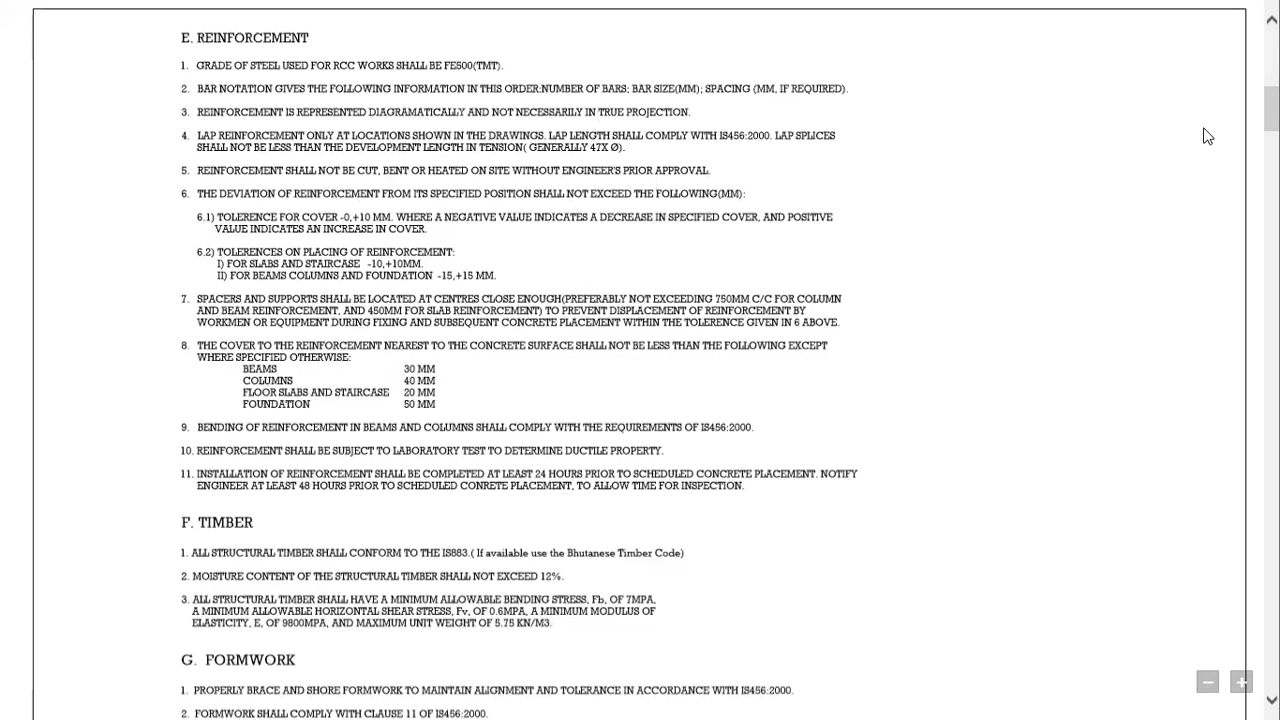 E. REINFORCEMENT
1. GRADE OF STEEL USED FOR RCC WORKS SHALL BE FE500(TMT).
2. BAR NOTATION GIVES THE FOLLOWING INFORMATION IN THIS ORDER:NUMBER OF BARS; BAR SIZE(MM); SPACING (MM, IF REQUIRED).
3. REINFORCEMENT IS REPRESENTED DIAGRAMATICALLY AND NOT NECESSARILY IN TRUE PROJECTION.
4. LAP REINFORCEMENT ONLY AT LOCATIONS SHOWN IN THE DRAWINGS. LAP LENGTH SHALL COMPLY WITH IS456:2000. LAP SPLICES
SHALL NOT BE LESS THAN THE DEVELOPMENT LENGTH IN TENSION( GENERALLY 47X Ø).
5. REINFORCEMENT SHALL NOT BE CUT, BENT OR HEATED ON SITE WITHOUT ENGINEER'S PRIOR APPROVAL.
6. THE DEVIATION OF REINFORCEMENT FROM ITS SPECIFIED POSITION SHALL NOT EXCEED THE FOLLOWING(MM):
6.1) TOLERENCE FOR COVER -0,+10 MM. WHERE A NEGATIVE VALUE INDICATES A DECREASE IN SPECIFIED COVER, AND POSITIVE
VALUE INDICATES AN INCREASE IN COVER.
6.2) TOLERENCES ON PLACING OF REINFORCEMENT:
I) FOR SLABS AND STAIRCASE -10,+10MM.
II) FOR BEAMS COLUMNS AND FOUNDATION -15,+15 MM.
7. SPACERS AND SUPPORTS SHALL BE LOCATED AT CENTRES CLOSE ENOUGH(PREFERABLY NOT EXCEEDING 750MM C/C FOR COLUMN
AND BEAM REINFORCEMENT, AND 450MM FOR SLAB REINFORCEMENT) TO PREVENT DISPLACEMENT OF REINFORCEMENT BY
WORKMEN OR EQUIPMENT DURING FIXING AND SUBSEQUENT CONCRETE PLACEMENT WITHIN THE TOLERENCE GIVEN IN 6 ABOVE.
8. THE COVER TO THE REINFORCEMENT NEAREST TO THE CONCRETE SURFACE SHALL NOT BE LESS THAN THE FOLLOWING EXCEPT
WHERE SPECIFIED OTHERWISE:
BEAMS 30 MM
COLUMNS 40 MM
FLOOR SLABS AND STAIRCASE 20 MM
FOUNDATION 50 MM
9. BENDING OF REINFORCEMENT IN BEAMS AND COLUMNS SHALL COMPLY WITH THE REQUIREMENTS OF IS456:2000.
10. REINFORCEMENT SHALL BE SUBJECT TO LABORATORY TEST TO DETERMINE DUCTILE PROPERTY.
11. INSTALLATION OF REINFORCEMENT SHALL BE COMPLETED AT LEAST 24 HOURS PRIOR TO SCHEDULED CONCRETE PLACEMENT. NOTIFY
ENGINEER AT LEAST 48 HOURS PRIOR TO SCHEDULED CONRETE PLACEMENT, TO ALLOW TIME FOR INSPECTION.
F. TIMBER
1. ALL STRUCTURAL TIMBER SHALL CONFORM TO THE IS883.( If available use the Bhutanese Timber Code)
2. MOISTURE CONTENT OF THE STRUCTURAL TIMBER SHALL NOT EXCEED 12%.
3. ALL STRUCTURAL TIMBER SHALL HAVE A MINIMUM ALLOWABLE BENDING STRESS, Fb, OF 7MPA,
A MINIMUM ALLOWABLE HORIZONTAL SHEAR STRESS, Fv, OF 0.6MPA, A MINIMUM MODULUS OF
ELASTICITY, E, OF 9800MPA, AND MAXIMUM UNIT WEIGHT OF 5.75 KN/M3.
G. FORMWORK
1. PROPERLY BRACE AND SHORE FORMWORK TO MAINTAIN ALIGNMENT AND TOLERANCE IN ACCORDANCE WITH IS456:2000.
2. FORMWORK SHALL COMPLY WITH CLAUSE 11 OF IS456:2000.